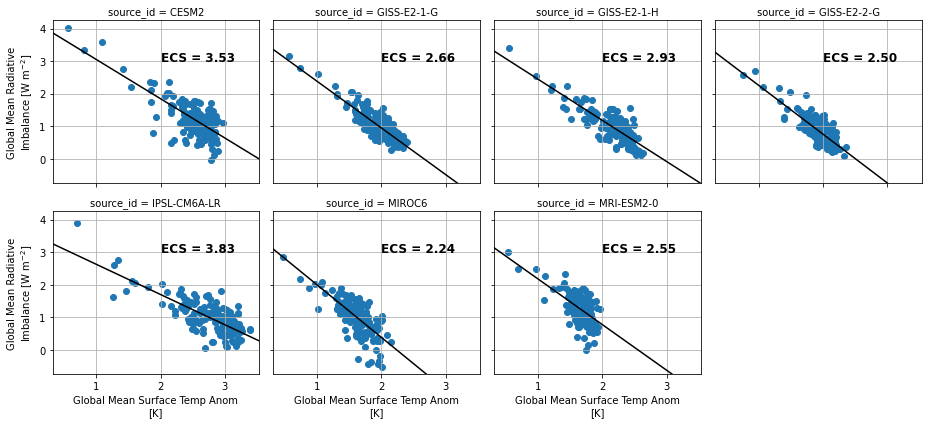 source_id = CESM2
source_id = GISS-E2-1-G
source_id = GISS-E2-1-H
source_id = GISS-E2-2-G
Global Mean Radiative
Imbalance [W m⁻²]
4
3
2
1
0
ECS = 3.53
ECS = 2.66
ECS = 2.93
ECS = 2.50
source_id = IPSL-CM6A-LR
source_id = MIROC6
source_id = MRI-ESM2-0
Global Mean Radiative
Imbalance [W m⁻²]
4
3
2
1
0
ECS = 3.83
ECS = 2.24
ECS = 2.55
1 2 3
1 2 3
1 2 3
Global Mean Surface Temp Anom
[K]
Global Mean Surface Temp Anom
[K]
Global Mean Surface Temp Anom
[K]